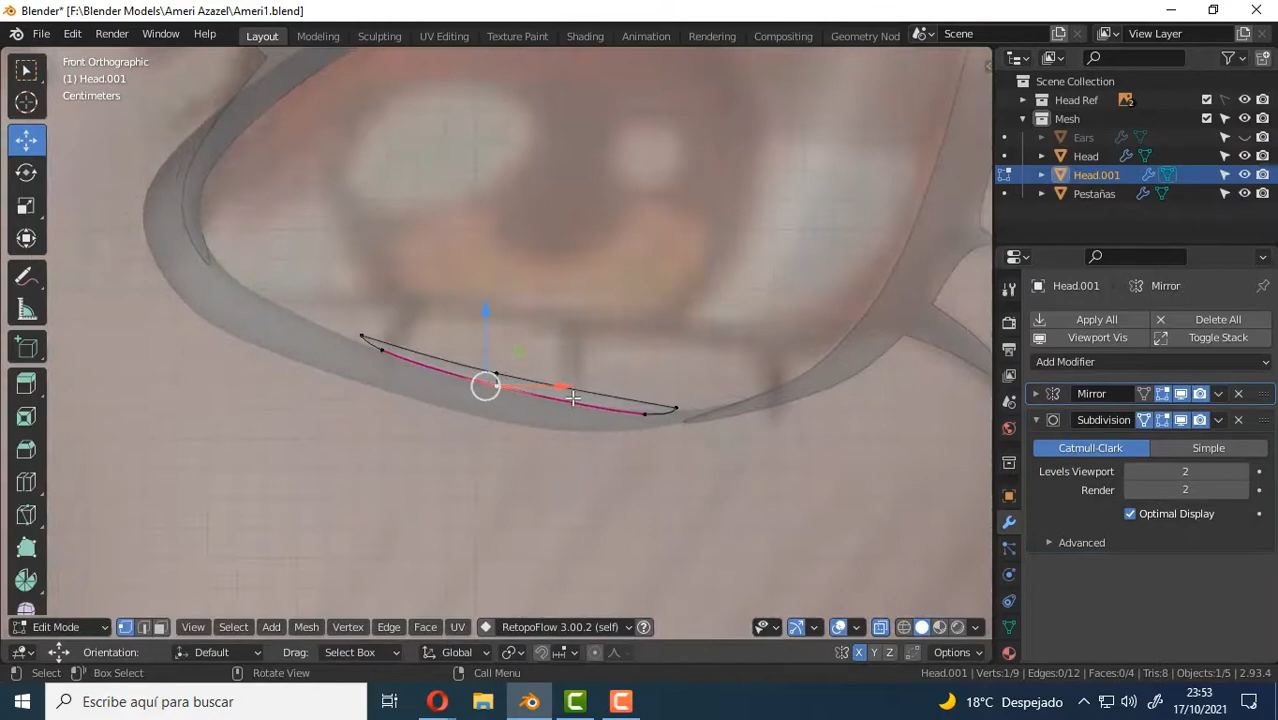 Blender* [F:\Blender Models\Ameri Azazel\Ameri1.blend]
File Edit Render Window Help Layout Modeling Sculpting UV Editing Texture Paint Shading Animation Rendering Compositing Geometry Nod Scene View Layer
Front Orthographic
(1) Head.001
Centimeters
Scene Collection
Head Ref 2
Mesh
Ears
Head
Head.001
Pestañas
Head.001 Mirror
Apply All Delete All
Viewport Vis Toggle Stack
Add Modifier
Mirror
Subdivision
Catmull-Clark Simple
Levels Viewport 2
Render 2
Optimal Display
Advanced
Edit Mode View Select Add Mesh Vertex Edge Face UV RetopoFlow 3.00.2 (self)
Orientation: Default Drag: Select Box Global X Y Z Options
Select Box Select Rotate View Call Menu Head.001 | Verts:1/9 | Edges:0/12 | Faces:0/4 | Tris:8 | Objects:1/5 | 2.93.4
Escribe aquí para buscar 18°C Despejado 23:53
17/10/2021